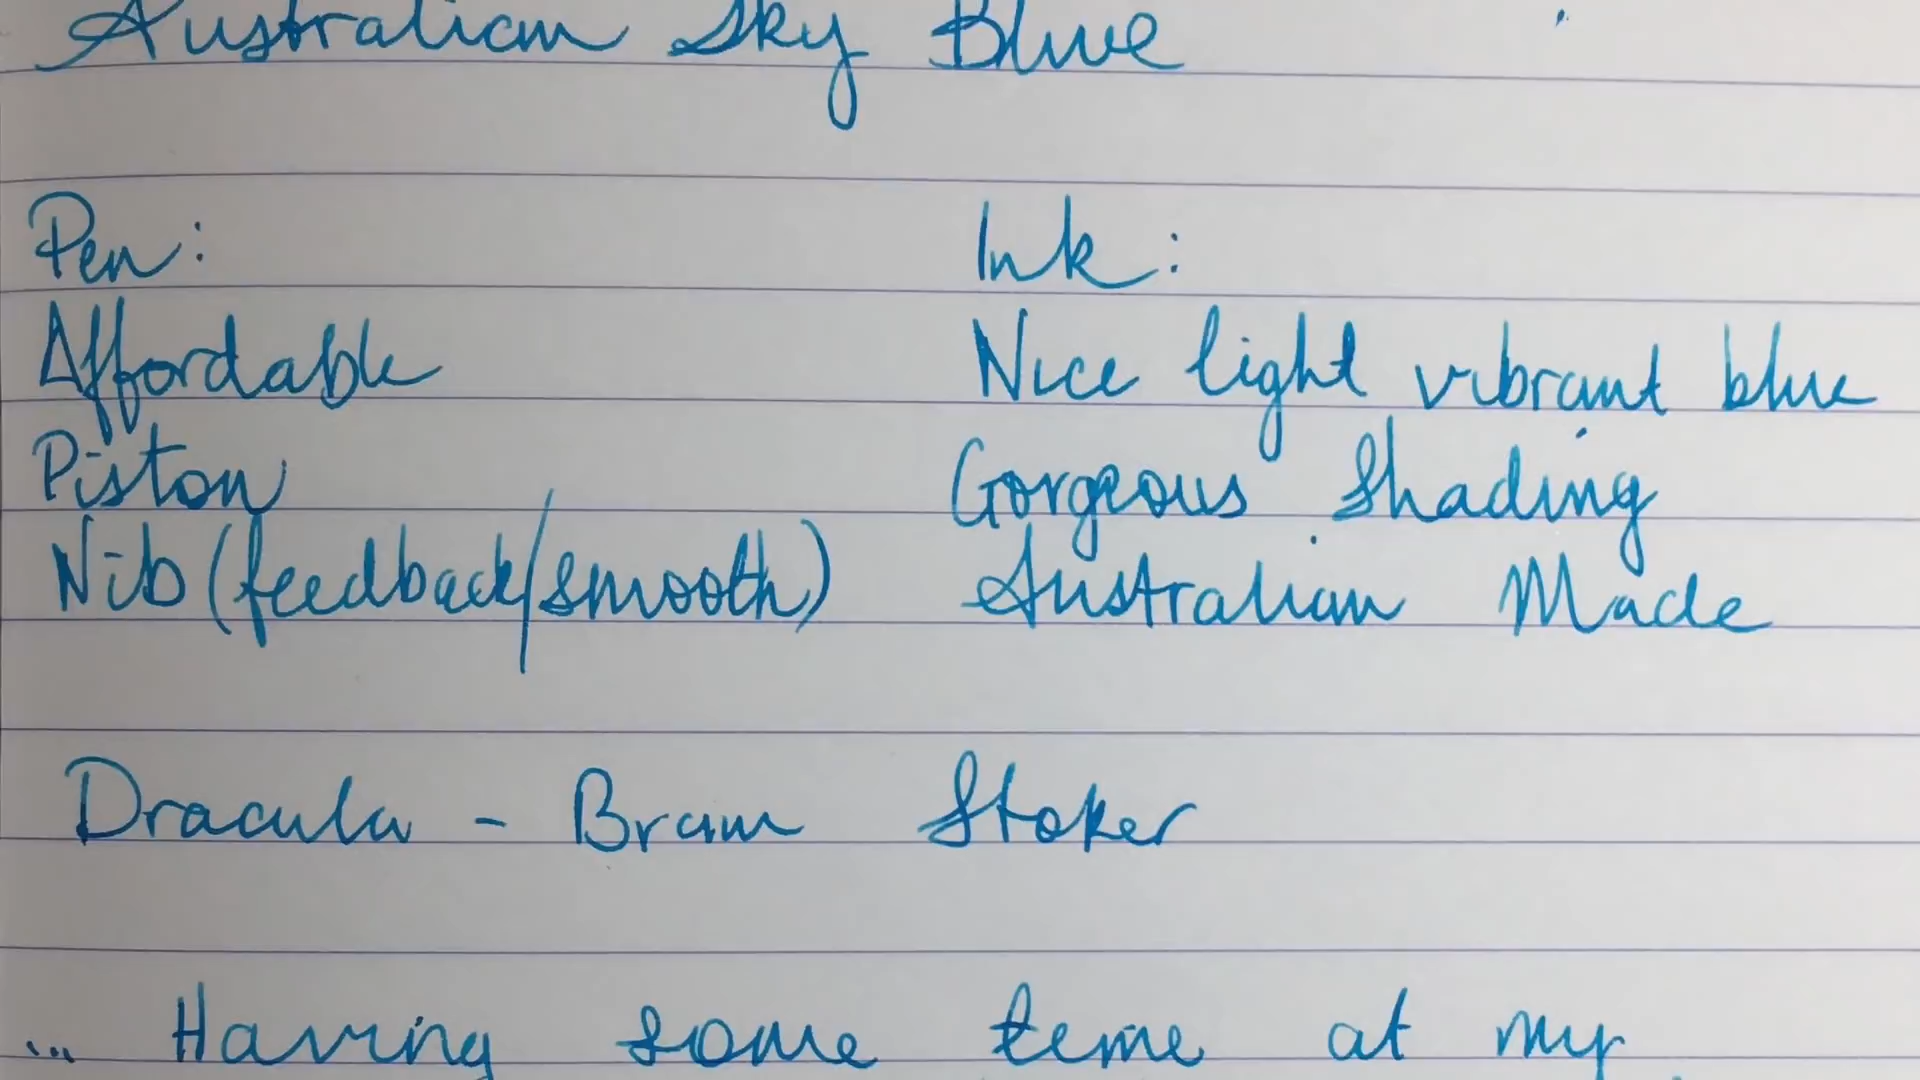 Australian Sky Blue
Pen: Ink:
Affordable Nice light vibrant blue
Piston Gorgeous Shading
Nib (feedback/smooth) Australian Made
Dracula - Bram Stoker
... Having some time at my